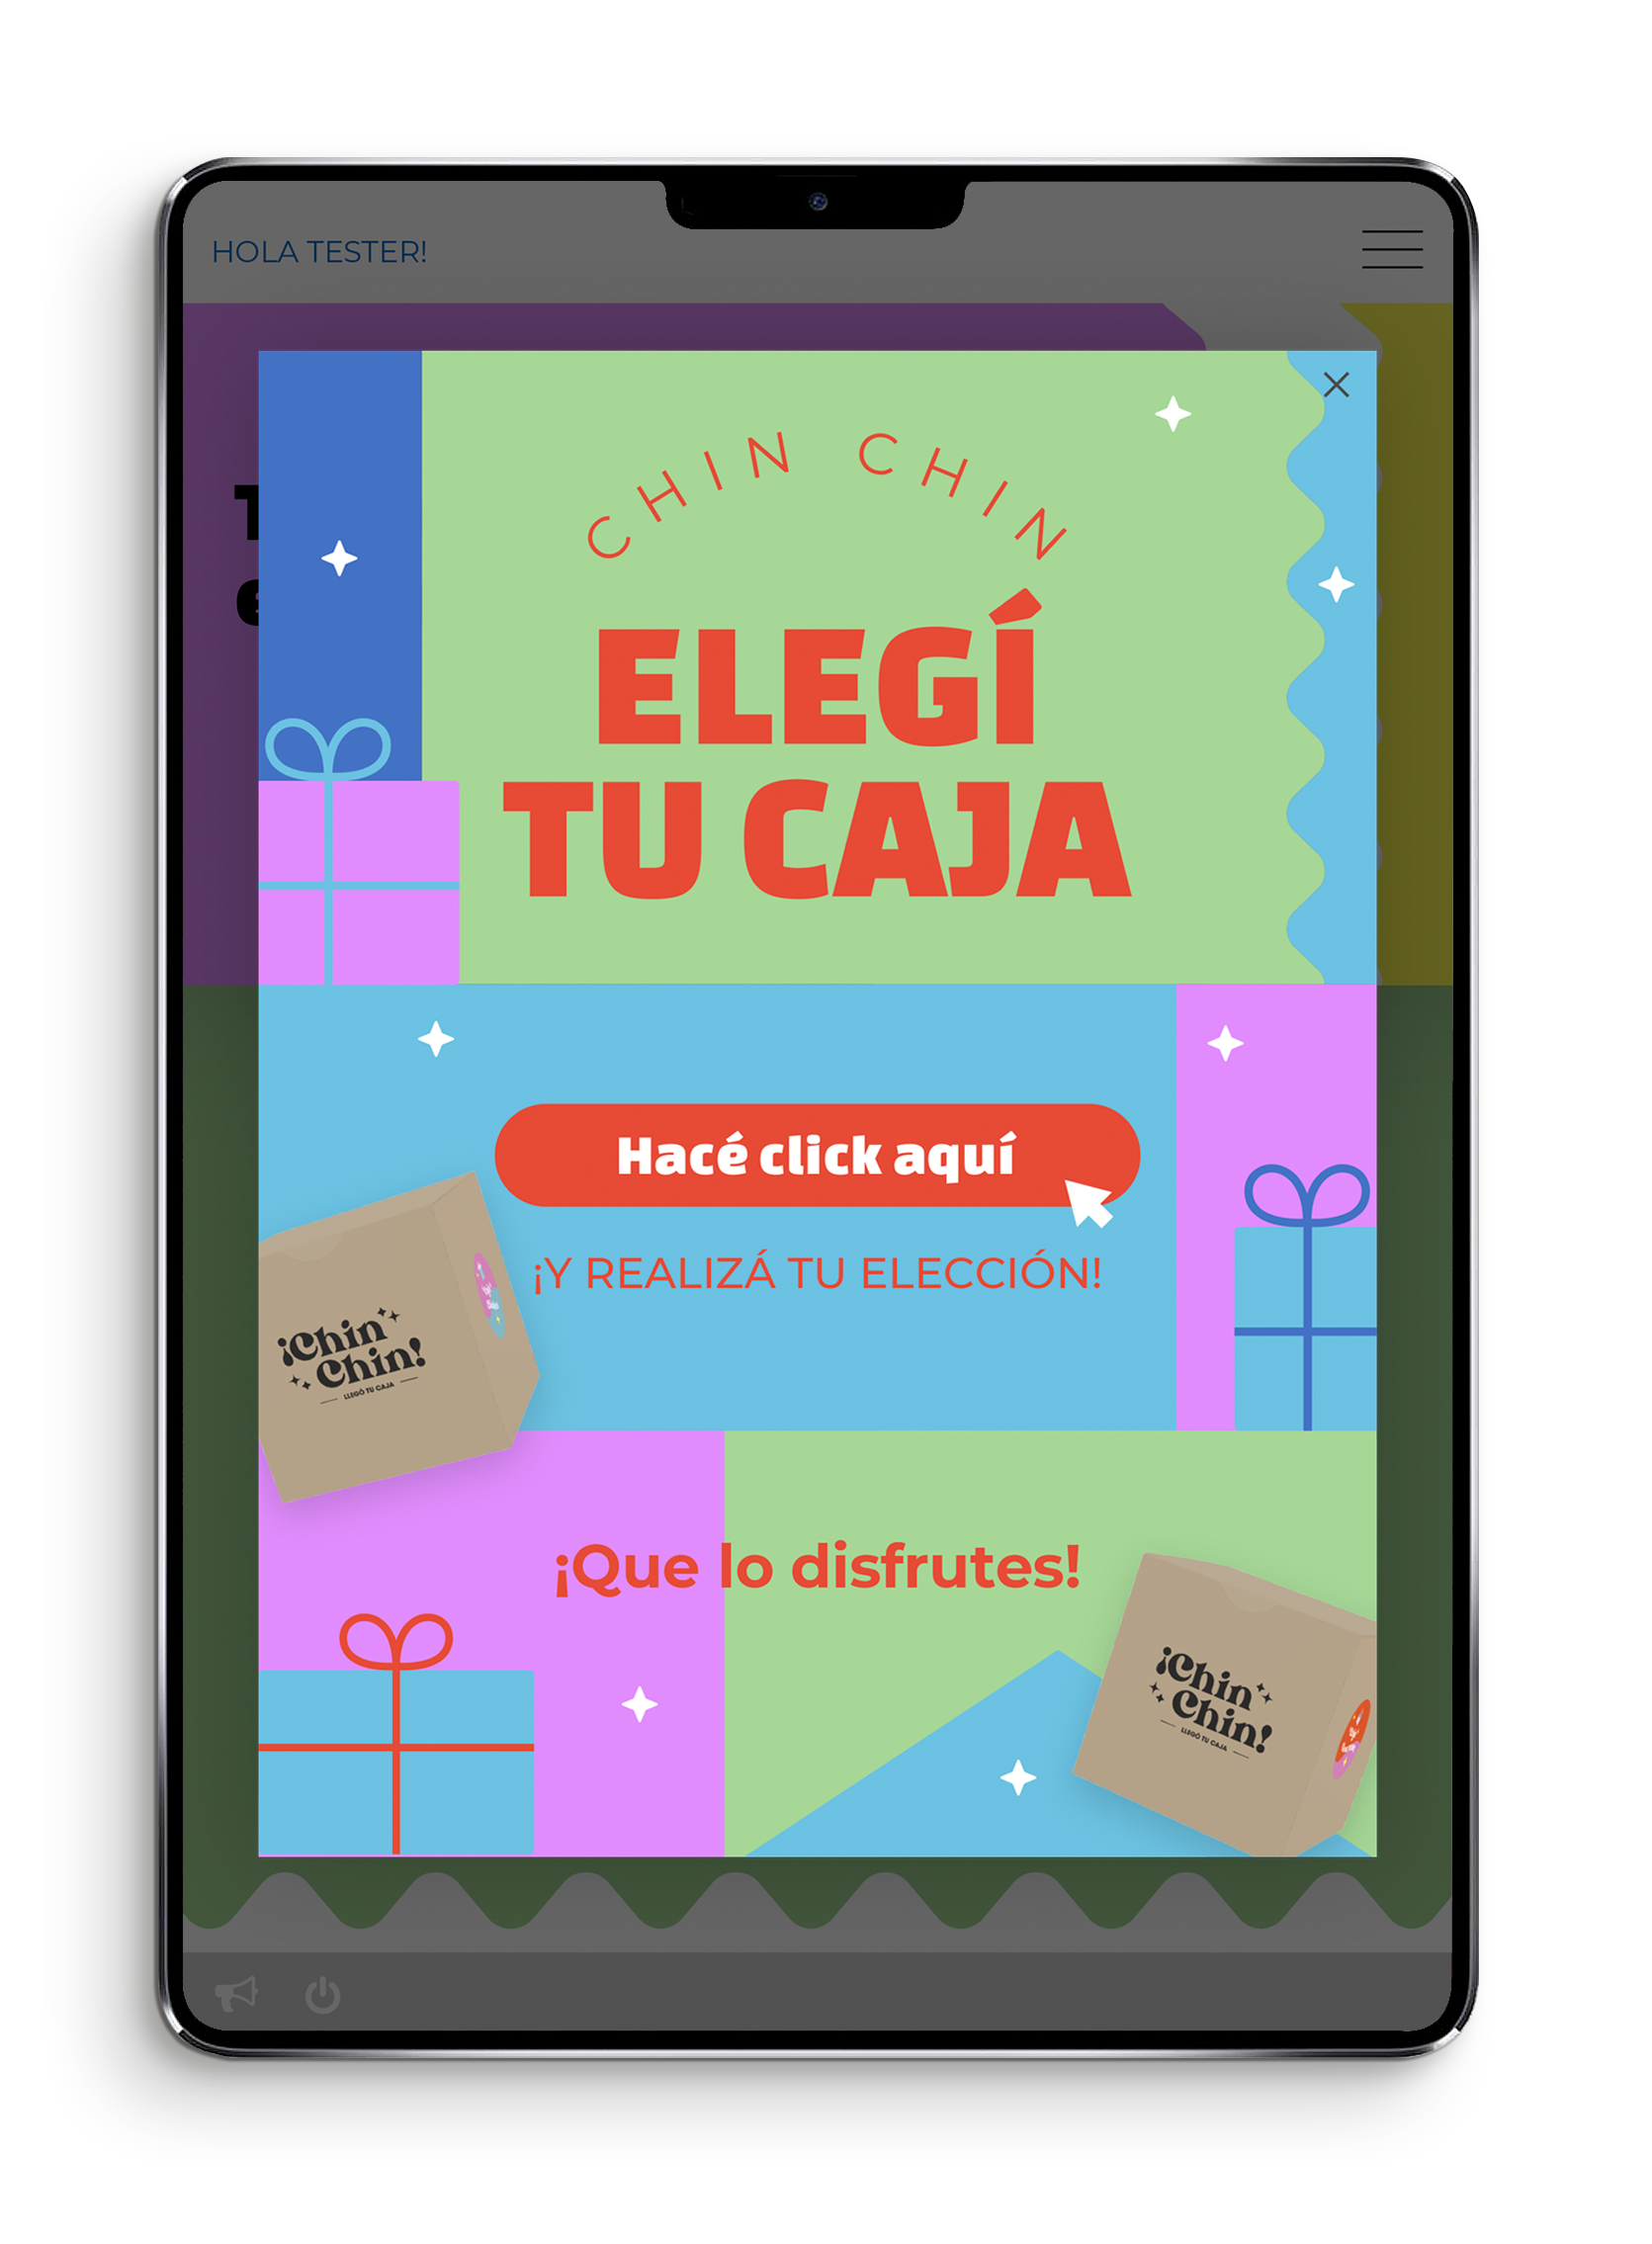 HOLA TESTER!
CHIN CHIN
ELEGÍ
TU CAJA
Hacé click aquí
¡Y REALIZÁ TU ELECCIÓN!
¡Chin
Chin!
LLEGÓ TU CAJA
¡Que lo disfrutes!
¡Chin
Chin!
LLEGÓ TU CAJA